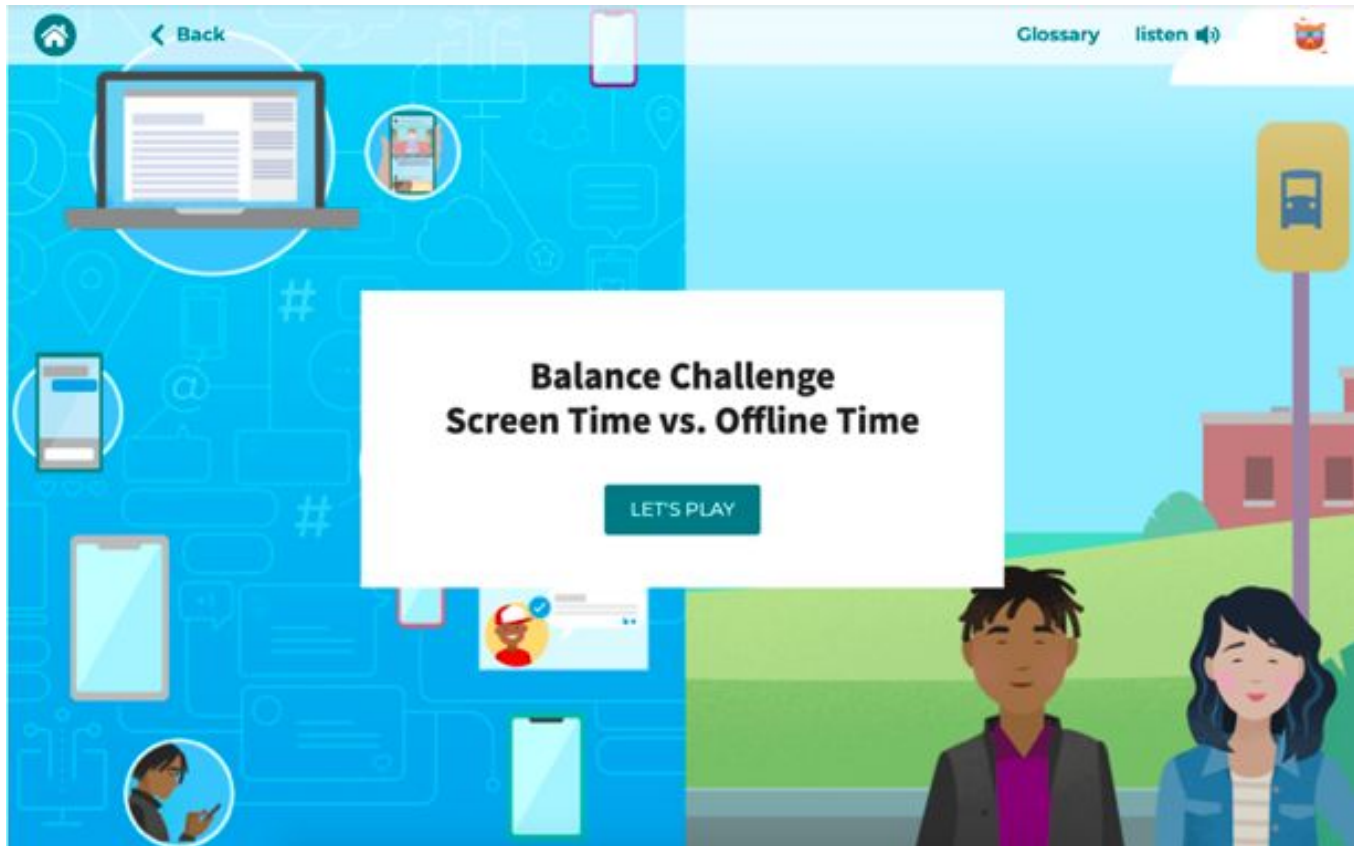 Back
Glossary
listen
#
@
#
Balance Challenge
Screen Time vs. Offline Time
LET'S PLAY